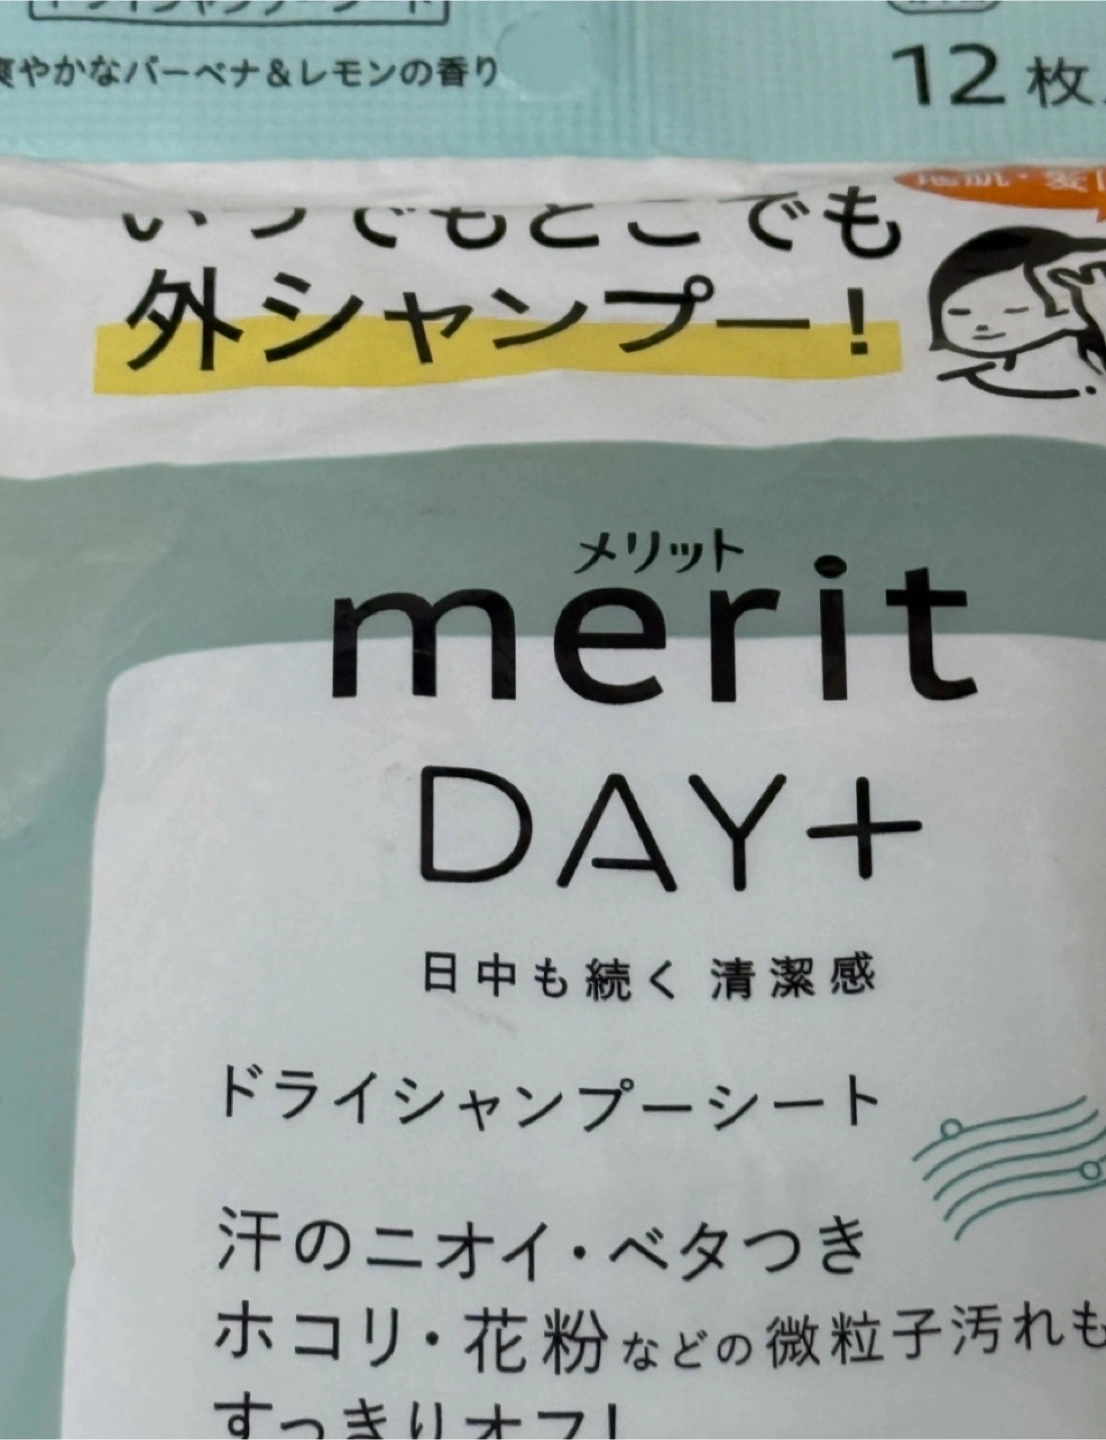 爽やかなバーベナ&レモンの香り
12枚
いつでもどこでも
外シャンプー!
メリット
merit
DAY+
日中も続く 清潔感
ドライシャンプーシート
汗のニオイ・ベタつき
ホコリ・花粉などの微粒子汚れも
すっきりオフ!